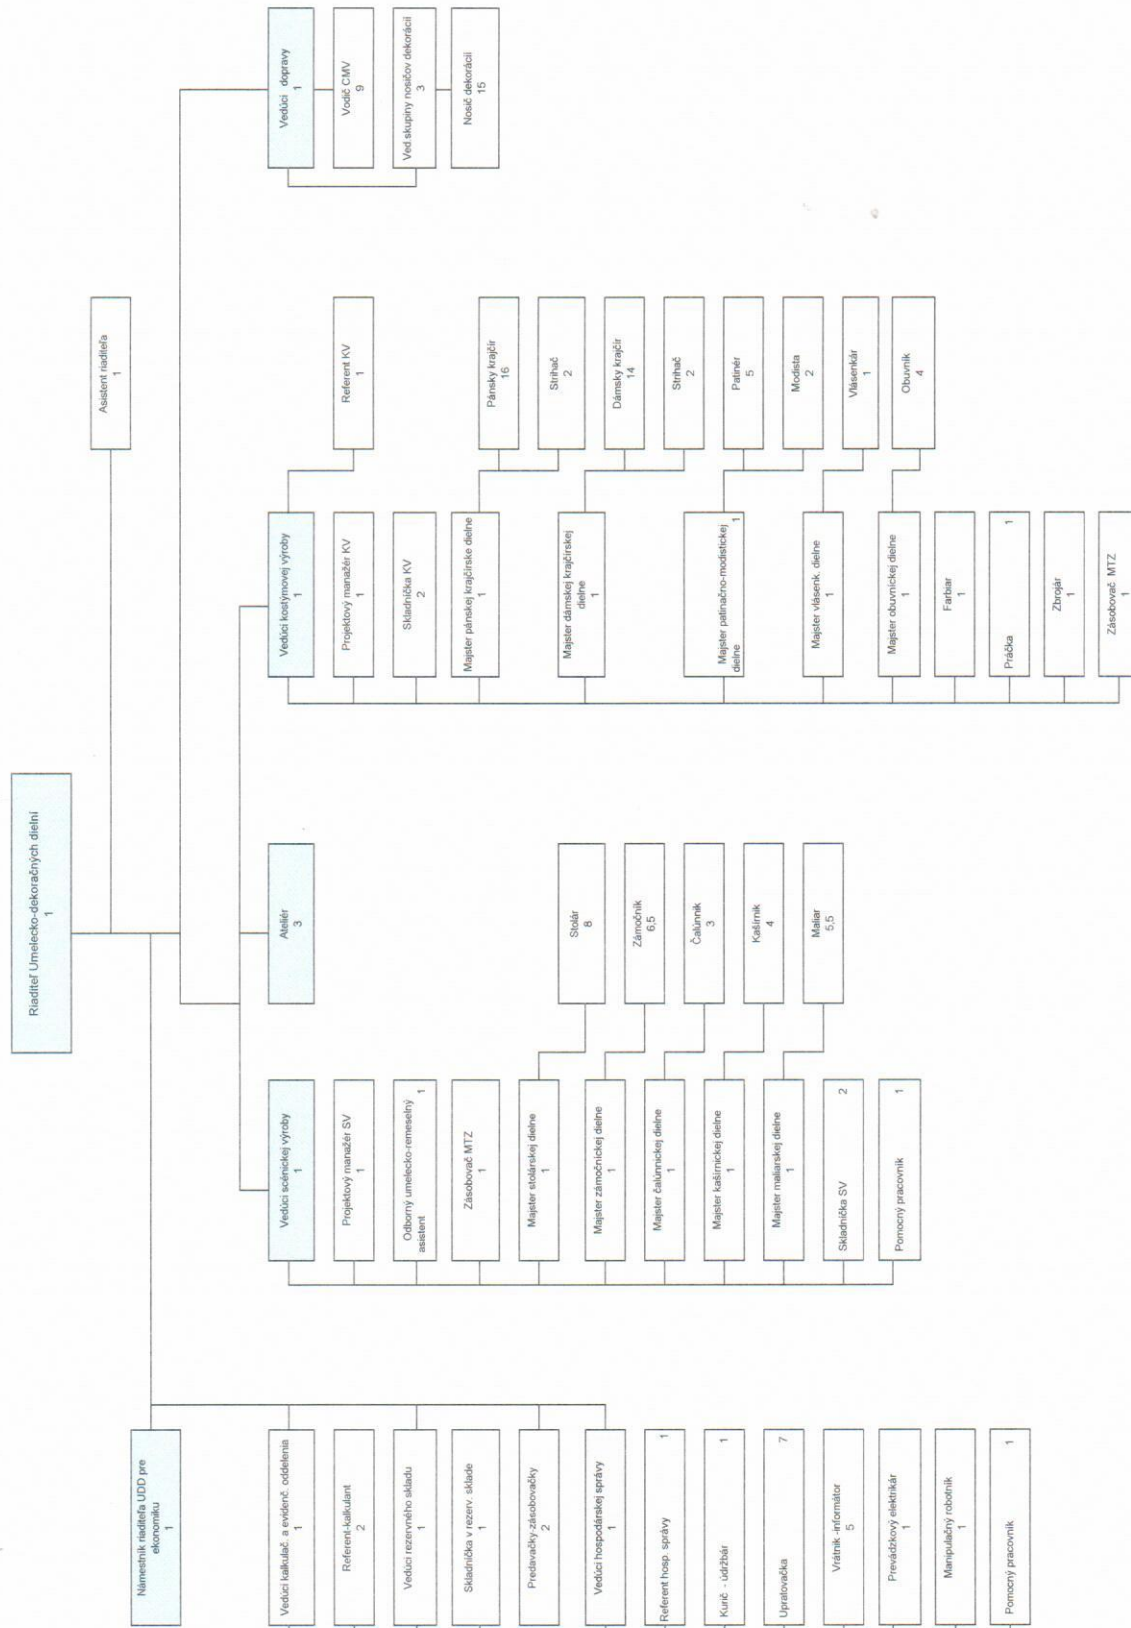 Riaditeľ Umelecko-dekoračných dielní
1
Asistent riaditeľa
1
Námestník riaditeľa UDD pre
ekonomiku
1
Vedúci kalkulač. a evidenč. oddelenia
1
Referent-kalkulant
2
Vedúci rezervného skladu
1
Skladníčka v rezerv. sklade
1
Predavačky-zásobovačky
2
Vedúci hospodárskej správy
1
Referent hosp. správy
1
Kurič - údržbár
1
Upratovačka
7
Vrátnik -informátor
5
Prevádzkový elektrikár
1
Manipulačný robotník
1
Pomocný pracovník
1
Vedúci scénickej výroby
1
Projektový manažér SV
1
Odborný umelecko-remeselný
asistent
1
Zásobovač MTZ
1
Majster stolárskej dielne
1
Stolár
8
Majster zámočníckej dielne
1
Zámočník
6,5
Majster čalúnnickej dielne
1
Čalúnnik
3
Majster kašírnickej dielne
1
Kašírnik
4
Majster maliarskej dielne
1
Maliar
5,5
Skladníčka SV
2
Pomocný pracovník
1
Ateliér
3
Vedúci kostýmovej výroby
1
Referent KV
1
Projektový manažér KV
1
Skladníčka KV
2
Majster pánskej krajčírske dielne
1
Pánsky krajčír
16
Strihač
2
Majster dámskej krajčírskej
dielne
1
Dámsky krajčír
14
Strihač
2
Majster patinačno-modistickej
dielne
1
Patinér
5
Modista
2
Majster vlásenk. dielne
1
Vlásenkár
1
Majster obuvníckej dielne
1
Obuvník
4
Farbiar
1
Práčka
1
Zbrojár
1
Zásobovač MTZ
1
Vedúci dopravy
1
Vodič CMV
9
Ved.skupiny nosičov dekorácií
3
Nosič dekorácií
15